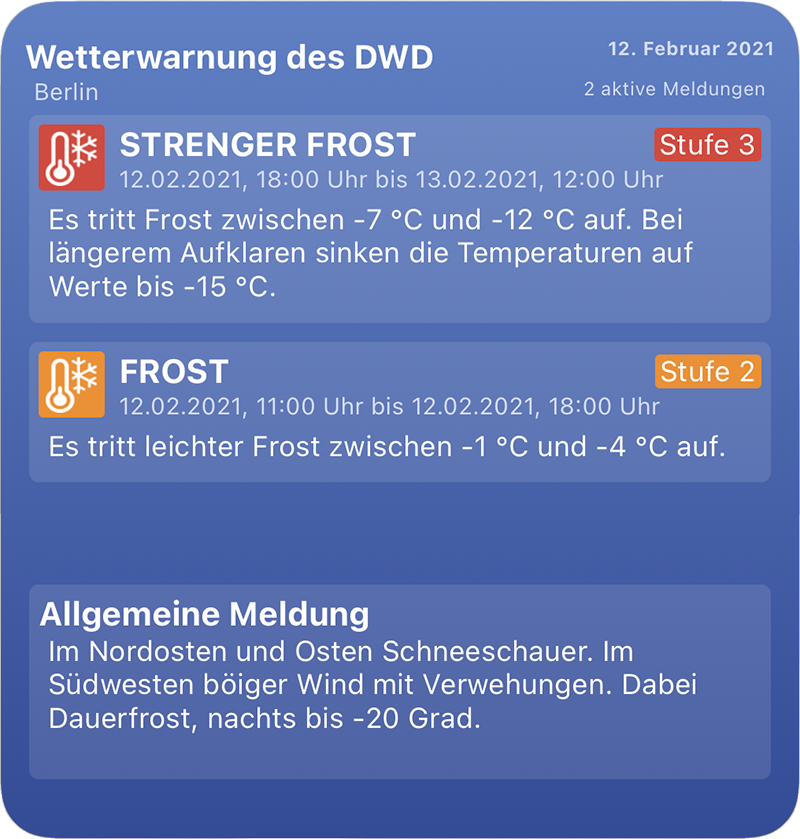 Wetterwarnung des DWD
12. Februar 2021
Berlin
2 aktive Meldungen
STRENGER FROST
Stufe 3
12.02.2021, 18:00 Uhr bis 13.02.2021, 12:00 Uhr
Es tritt Frost zwischen -7 °C und -12 °C auf. Bei
längerem Aufklaren sinken die Temperaturen auf
Werte bis -15 °C.
FROST
Stufe 2
12.02.2021, 11:00 Uhr bis 12.02.2021, 18:00 Uhr
Es tritt leichter Frost zwischen -1 °C und -4 °C auf.
Allgemeine Meldung
Im Nordosten und Osten Schneeschauer. Im
Südwesten böiger Wind mit Verwehungen. Dabei
Dauerfrost, nachts bis -20 Grad.